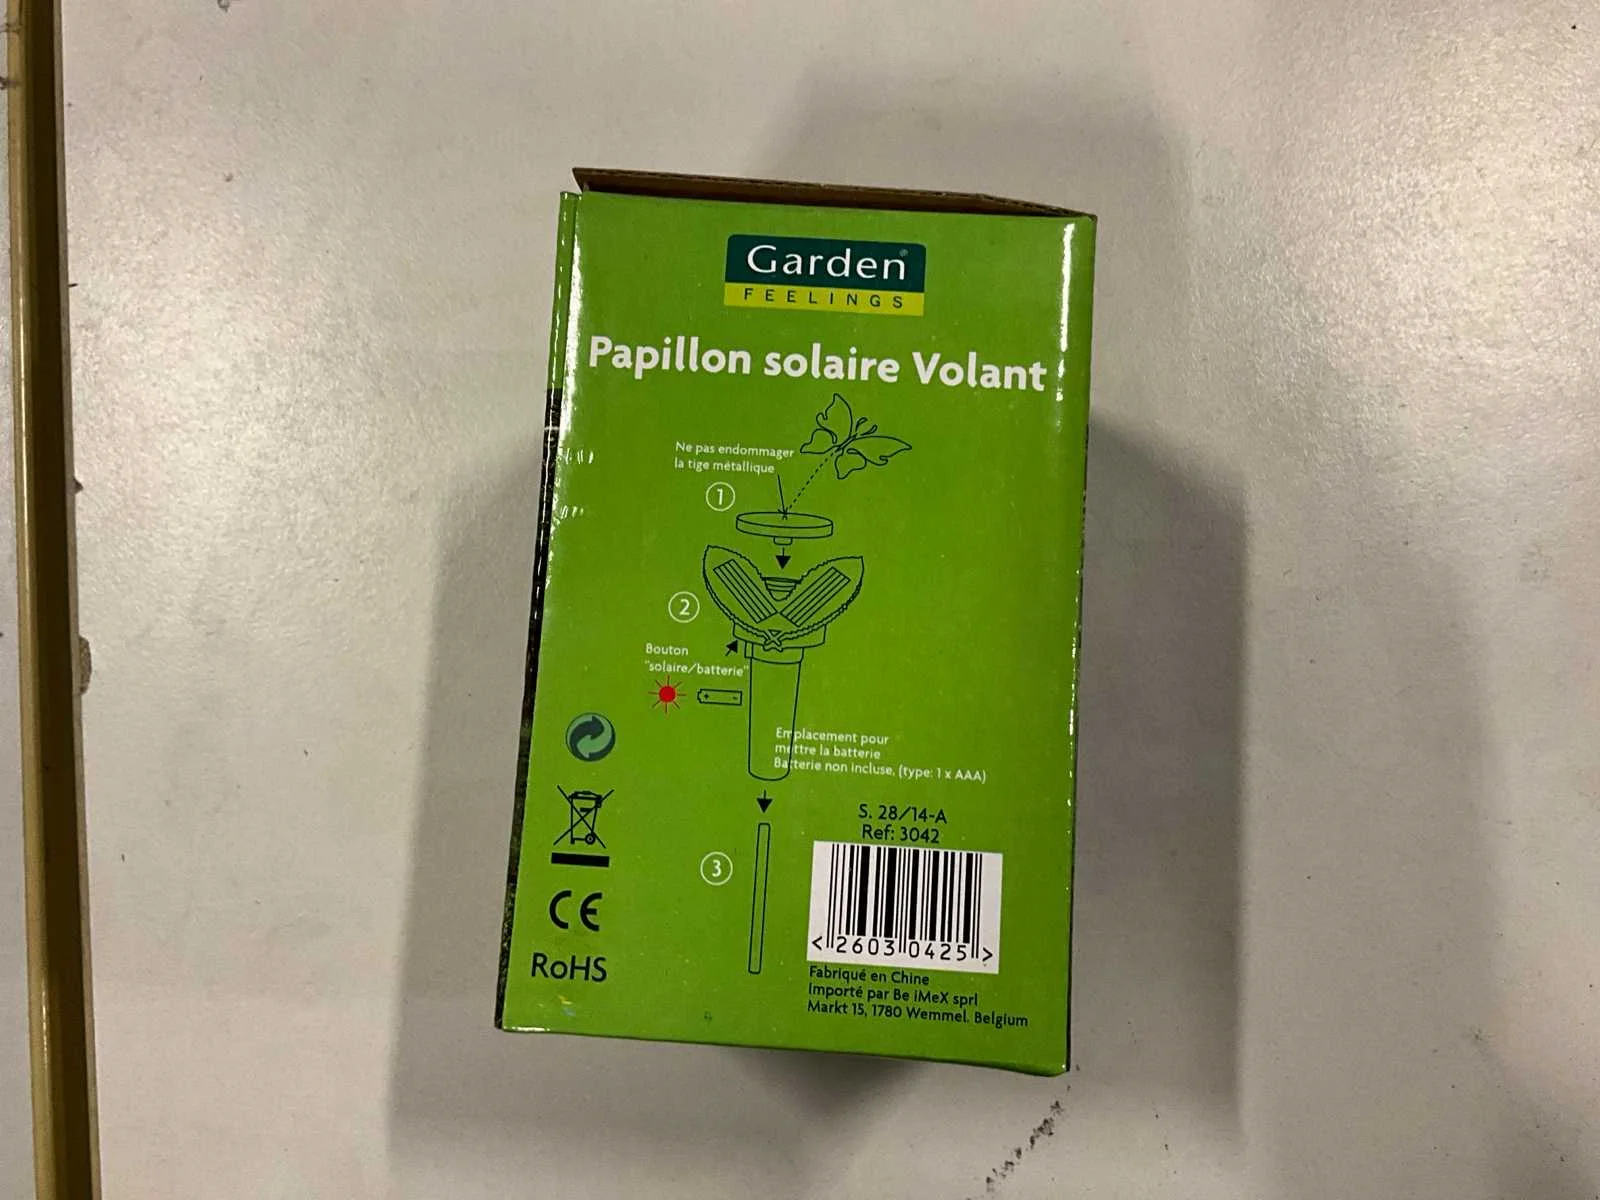 Garden®
FEELINGS
Papillon solaire Volant
Ne pas endommager
la tige métallique
1
2
Bouton
"solaire/batterie"
+ -
Emplacement pour
mettre la batterie
Batterie non incluse, (type: 1 x AAA)
S. 28/14-A
Ref: 3042
3
<26030425>
CE
RoHS
Fabriqué en Chine
Importé par Be iMeX sprl
Markt 15, 1780 Wemmel. Belgium